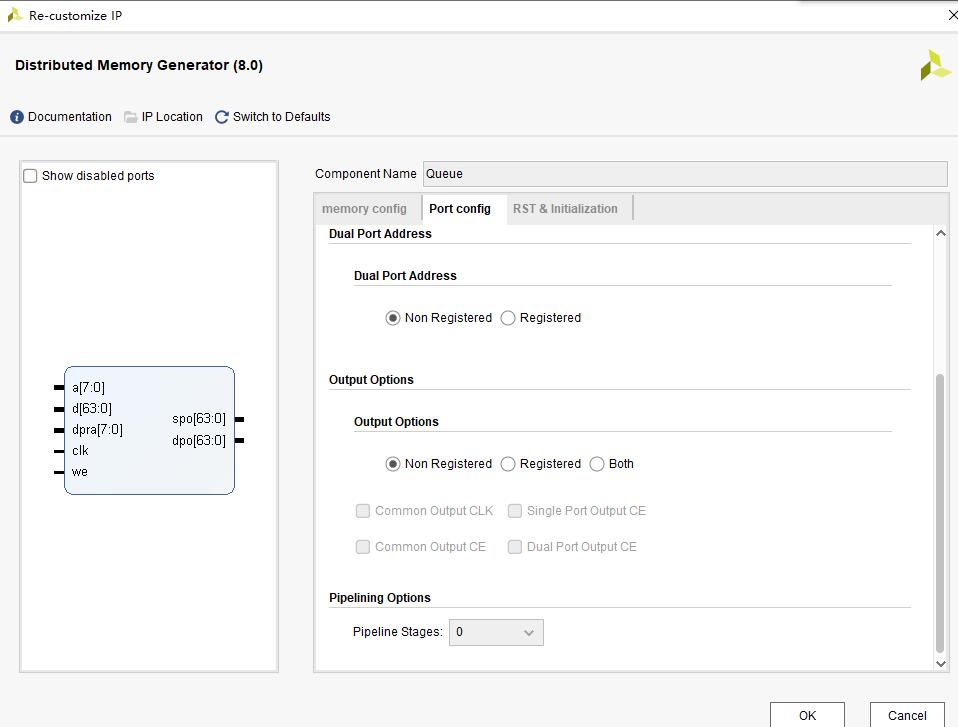 Re-customize IP
Distributed Memory Generator (8.0)
Documentation IP Location Switch to Defaults
Show disabled ports
Component Name Queue
memory config Port config RST & Initialization
Dual Port Address
Dual Port Address
Non Registered Registered
Output Options
Output Options
Non Registered Registered Both
Common Output CLK Single Port Output CE
Common Output CE Dual Port Output CE
Pipelining Options
Pipeline Stages: 0
a[7:0]
d[63:0]
dpra[7:0]
clk
we
spo[63:0]
dpo[63:0]
OK Cancel